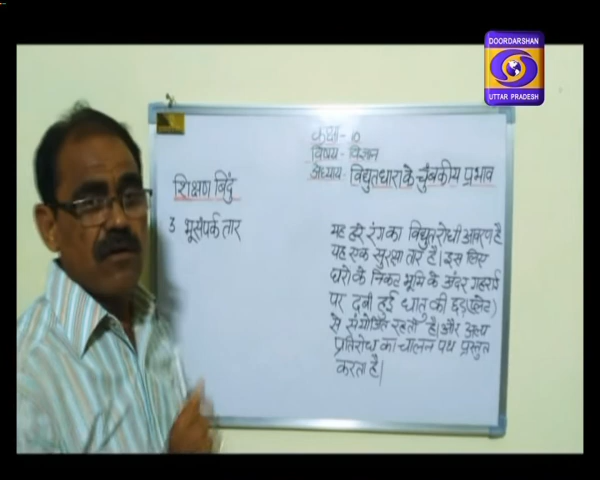 DOORDARSHAN
UTTAR PRADESH
कक्षा - 10
विषय - विज्ञान
अध्याय - विद्युतधारा के चुंबकीय प्रभाव
शिक्षण बिंदु
3 भूसंपर्क तार
यह हरे रंग का विद्युतरोधी आवरण है
यह एक सुरक्षा तार है। इस लिए
घरो के निकट भूमि के अंदर गहराई
पर दबी हुई धातु की छड़ (प्लेट)
से संयोजित रहती है। और अल्प
प्रतिरोध का चालन पथ प्रस्तुत
करता है।